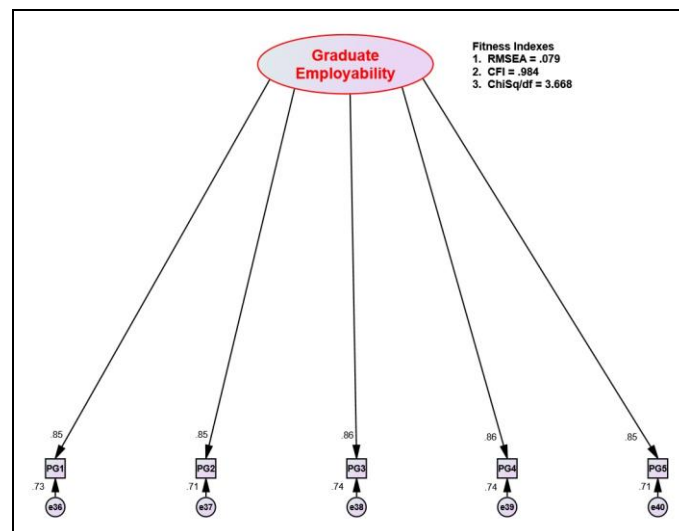 Graduate
Employability
Fitness Indexes
1. RMSEA = .079
2. CFI = .984
3. ChiSq/df = 3.668
.85
.85
.86
.86
.85
PG1
PG2
PG3
PG4
PG5
.73
.71
.74
.74
.71
e36
e37
e38
e39
e40